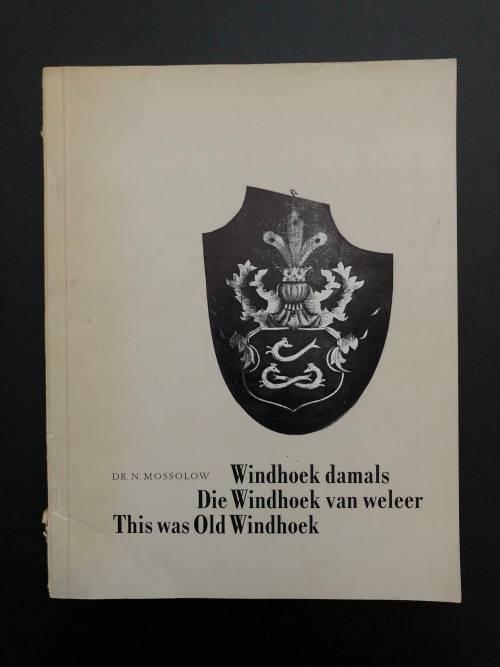 DR. N. MOSSOLOW Windhoek damals
Die Windhoek van weleer
This was Old Windhoek